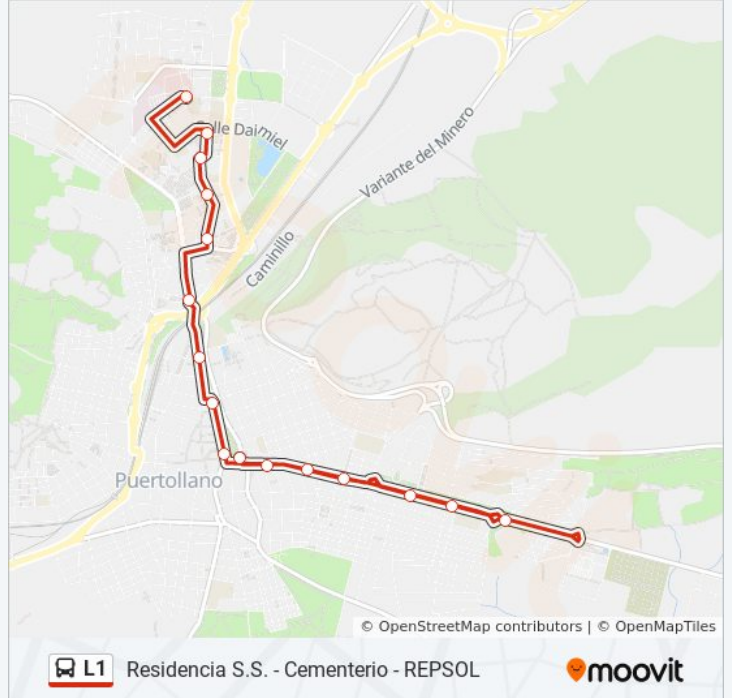 Calle Daimiel
Variante del Minero
Caminillo
Puertollano
© OpenStreetMap contributors | © OpenMapTiles
L1 Residencia S.S. - Cementerio - REPSOL
moovit